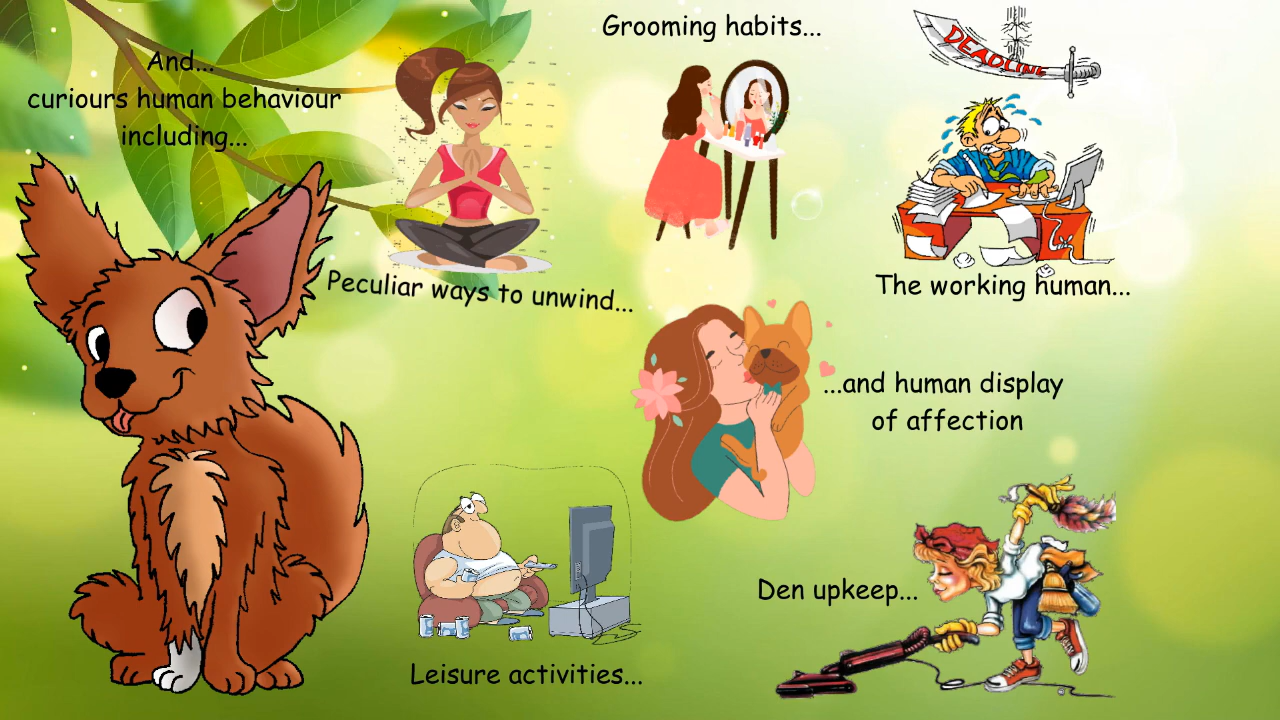 And...
curiours human behaviour
including...
Peculiar ways to unwind...
Grooming habits...
DEADLINE
The working human...
...and human display
of affection
Leisure activities...
Den upkeep...